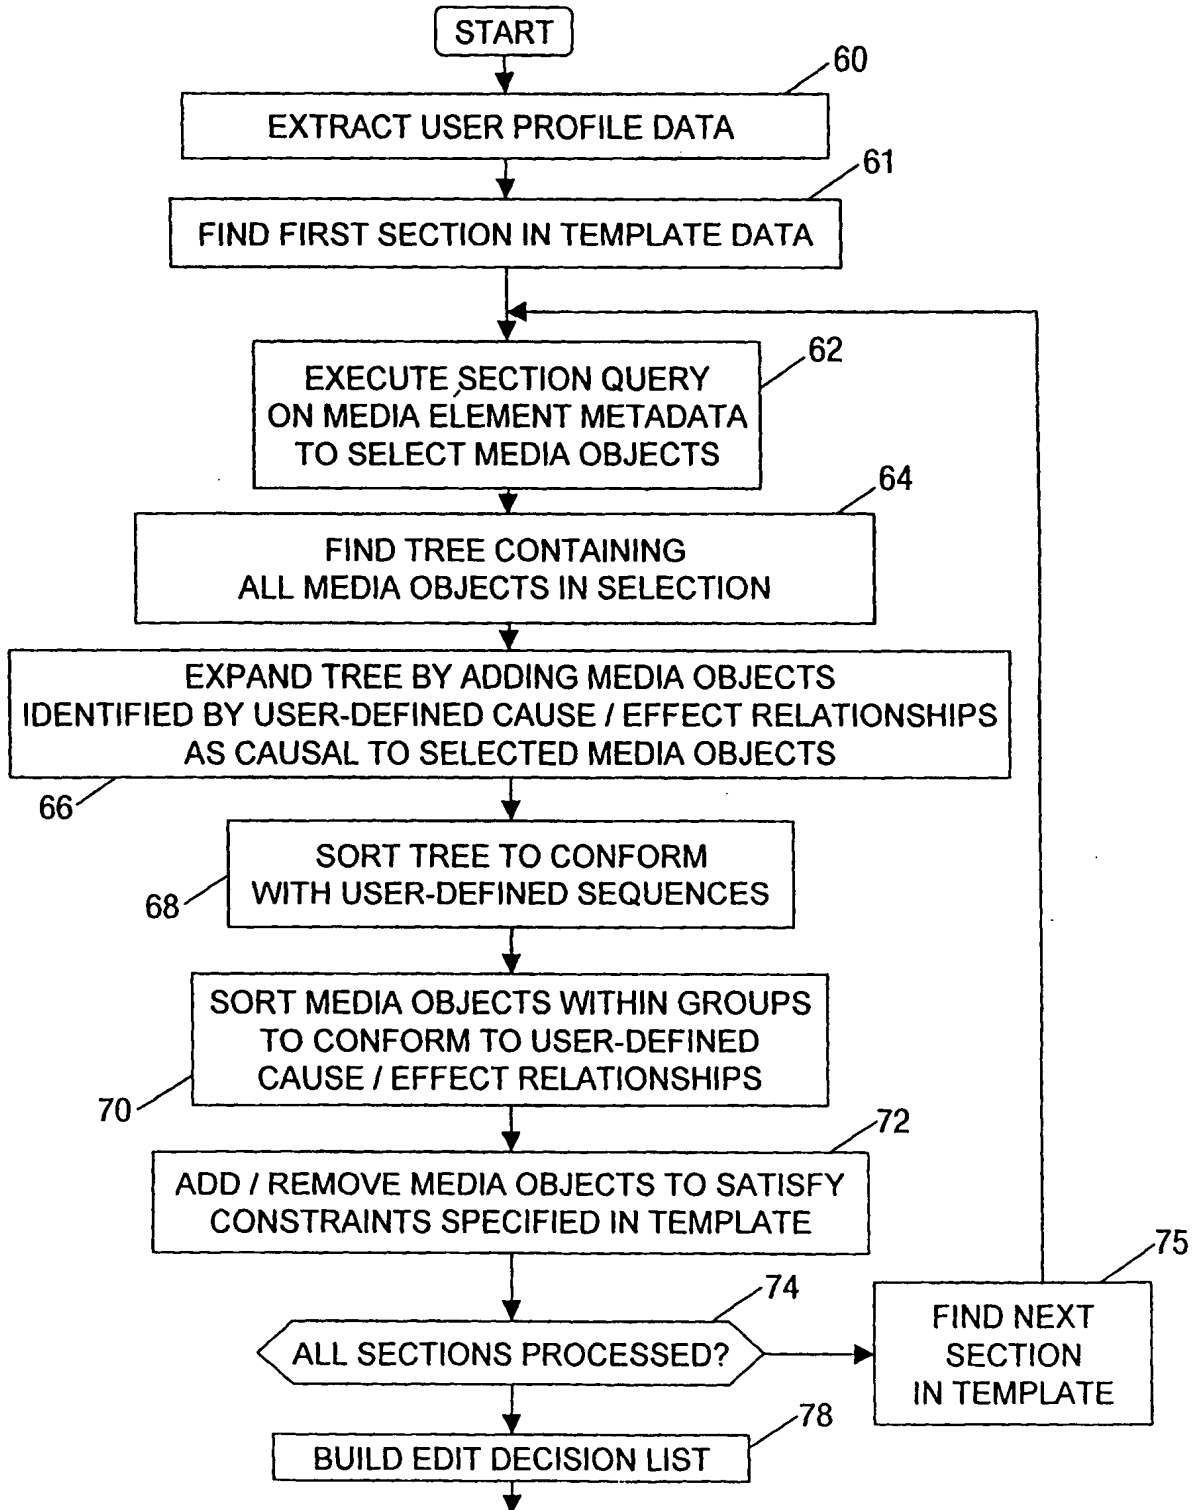 START
60
EXTRACT USER PROFILE DATA
61
FIND FIRST SECTION IN TEMPLATE DATA
62
EXECUTE SECTION QUERY
ON MEDIA ELEMENT METADATA
TO SELECT MEDIA OBJECTS
64
FIND TREE CONTAINING
ALL MEDIA OBJECTS IN SELECTION
EXPAND TREE BY ADDING MEDIA OBJECTS
IDENTIFIED BY USER-DEFINED CAUSE / EFFECT RELATIONSHIPS
AS CAUSAL TO SELECTED MEDIA OBJECTS
66
SORT TREE TO CONFORM
WITH USER-DEFINED SEQUENCES
68
SORT MEDIA OBJECTS WITHIN GROUPS
TO CONFORM TO USER-DEFINED
CAUSE / EFFECT RELATIONSHIPS
70
72
ADD / REMOVE MEDIA OBJECTS TO SATISFY
CONSTRAINTS SPECIFIED IN TEMPLATE
74
ALL SECTIONS PROCESSED?
75
FIND NEXT
SECTION
IN TEMPLATE
78
BUILD EDIT DECISION LIST